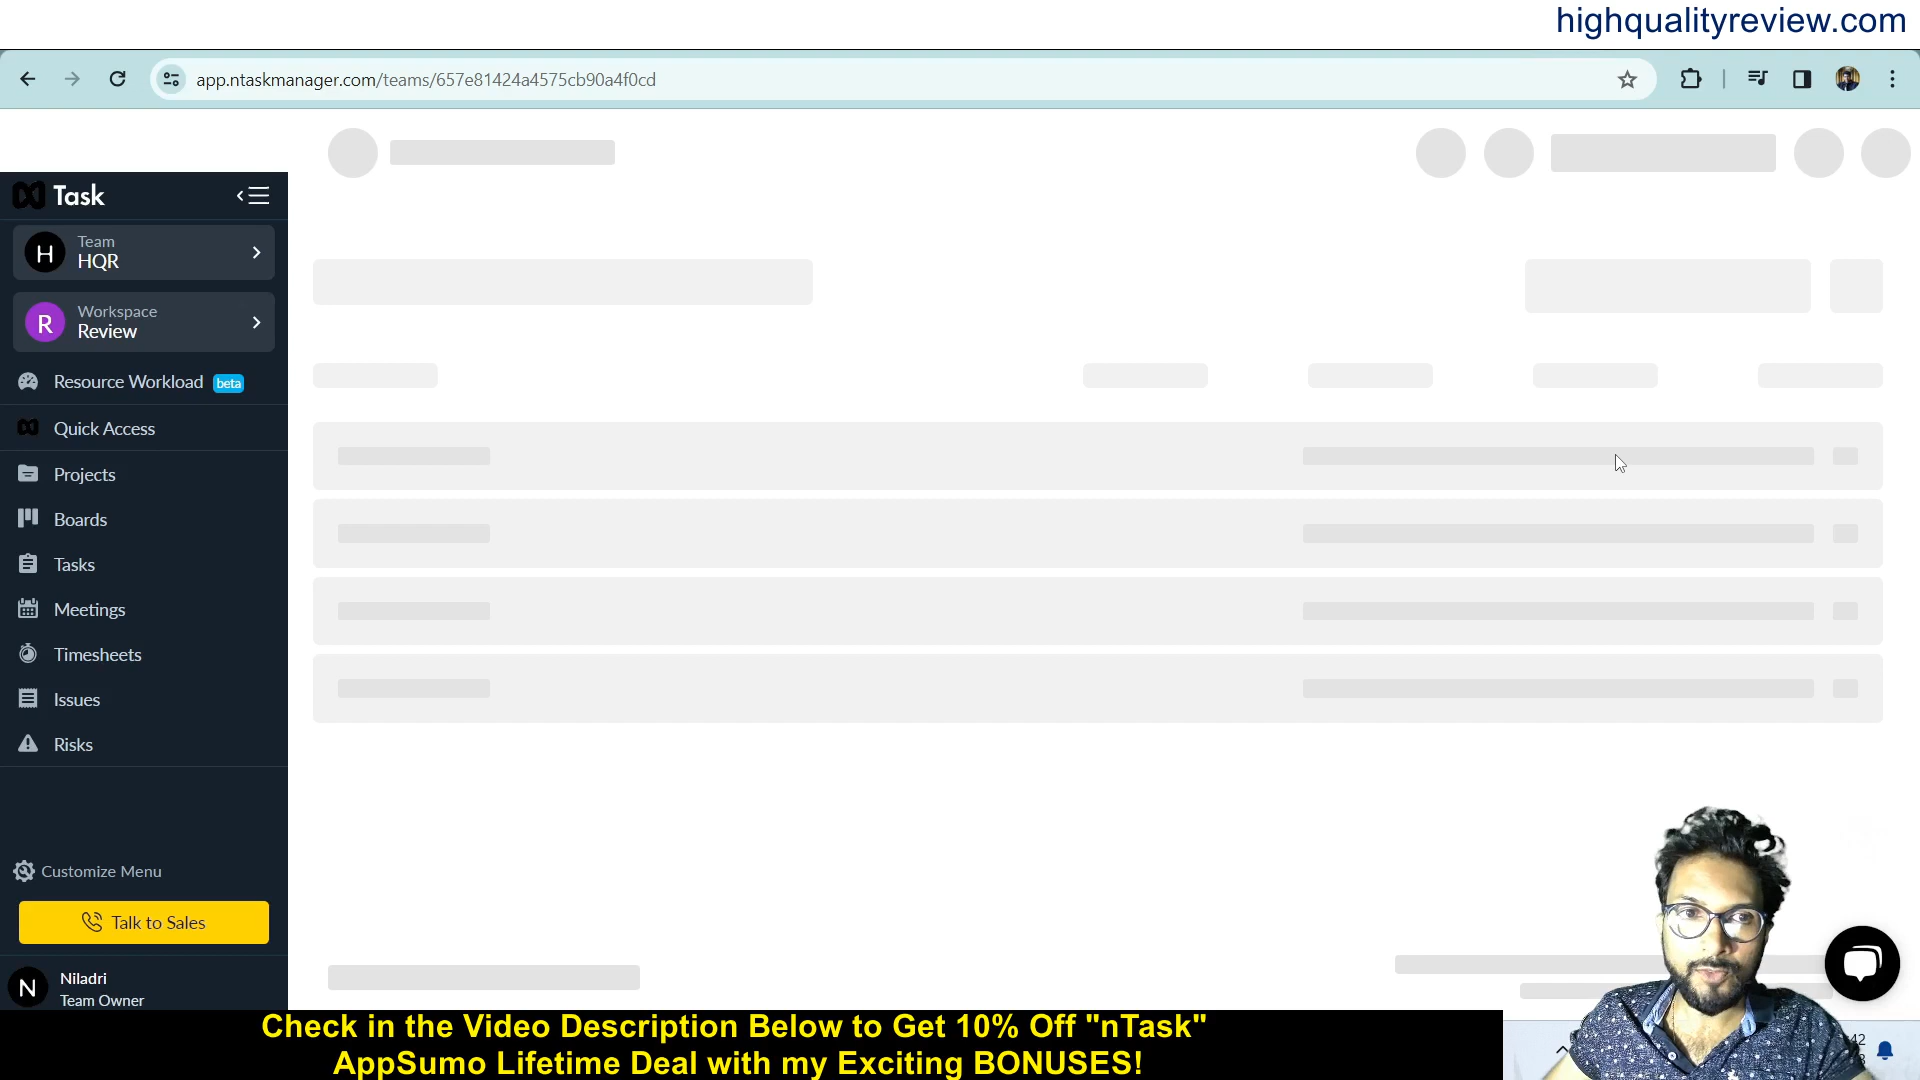 highqualityreview.com
app.ntaskmanager.com/teams/657e81424a4575cb90a4f0cd
Task
H
Team
HQR
R
Workspace
Review
Resource Workload beta
Quick Access
Projects
Boards
Tasks
Meetings
Timesheets
Issues
Risks
Customize Menu
Talk to Sales
N
Niladri
Team Owner
Check in the Video Description Below to Get 10% Off "nTask"
AppSumo Lifetime Deal with my Exciting BONUSES!